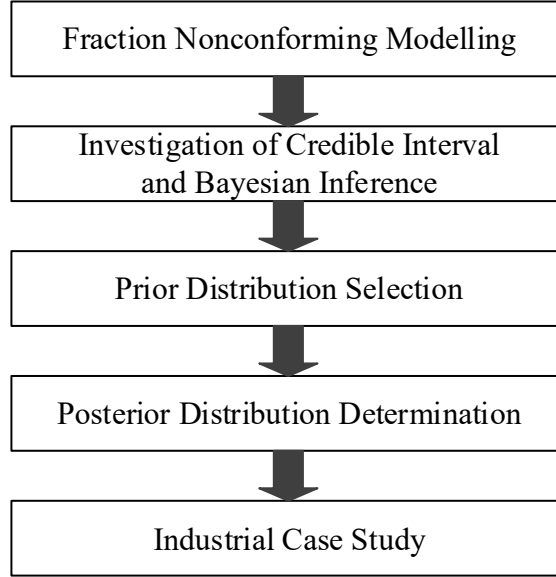 Fraction Nonconforming Modelling
Investigation of Credible Interval
and Bayesian Inference
Prior Distribution Selection
Posterior Distribution Determination
Industrial Case Study